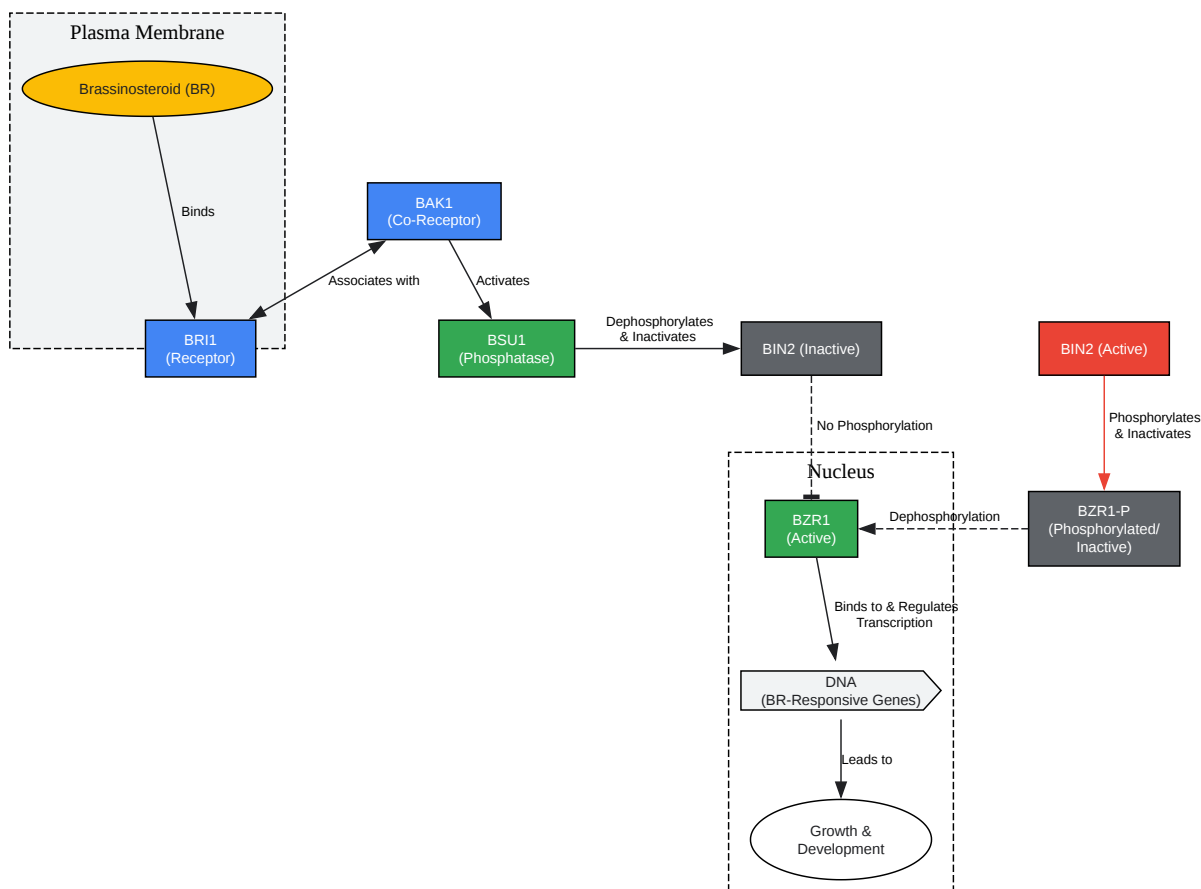 Plasma Membrane
Brassinosteroid (BR)
Binds
BAK1
(Co-Receptor)
Associates with
Activates
BRI1
(Receptor)
BSU1
(Phosphatase)
Dephosphorylates
& Inactivates
BIN2 (Inactive)
BIN2 (Active)
No Phosphorylation
Phosphorylates
& Inactivates
Nucleus
BZR1
(Active)
Dephosphorylation
BZR1-P
(Phosphorylated/
Inactive)
Binds to & Regulates
Transcription
DNA
(BR-Responsive Genes)
Leads to
Growth &
Development